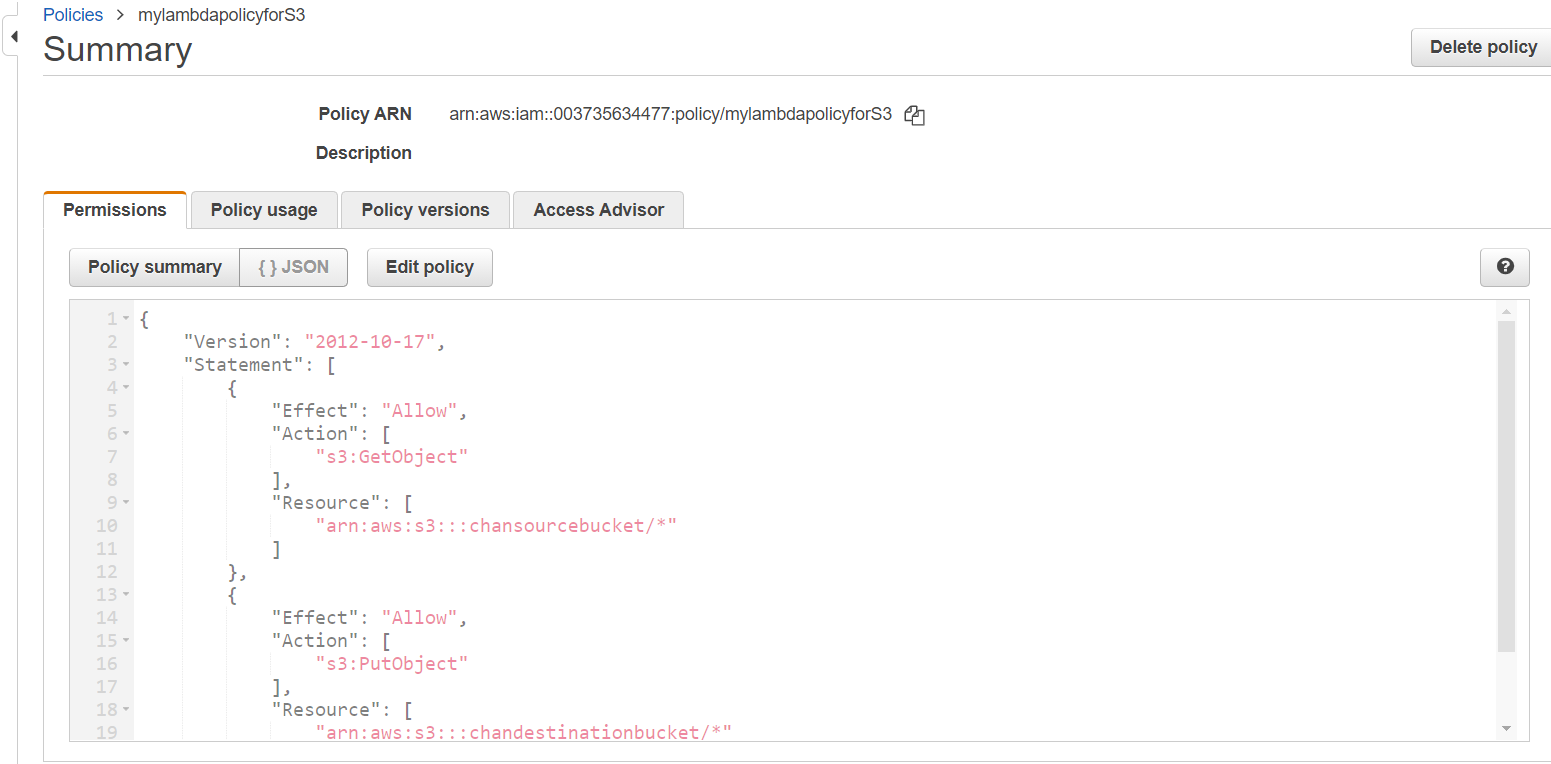 Policies > mylambdapolicyforS3
Summary
Delete policy
Policy ARN arn:aws:iam::003735634477:policy/mylambdapolicyforS3
Description
Permissions Policy usage Policy versions Access Advisor
Policy summary { } JSON Edit policy ?
1 {
2 "Version": "2012-10-17",
3 "Statement": [
4 {
5 "Effect": "Allow",
6 "Action": [
7 "s3:GetObject"
8 ],
9 "Resource": [
10 "arn:aws:s3:::chansourcebucket/*"
11 ]
12 },
13 {
14 "Effect": "Allow",
15 "Action": [
16 "s3:PutObject"
17 ],
18 "Resource": [
19 "arn:aws:s3:::chandestinationbucket/*"